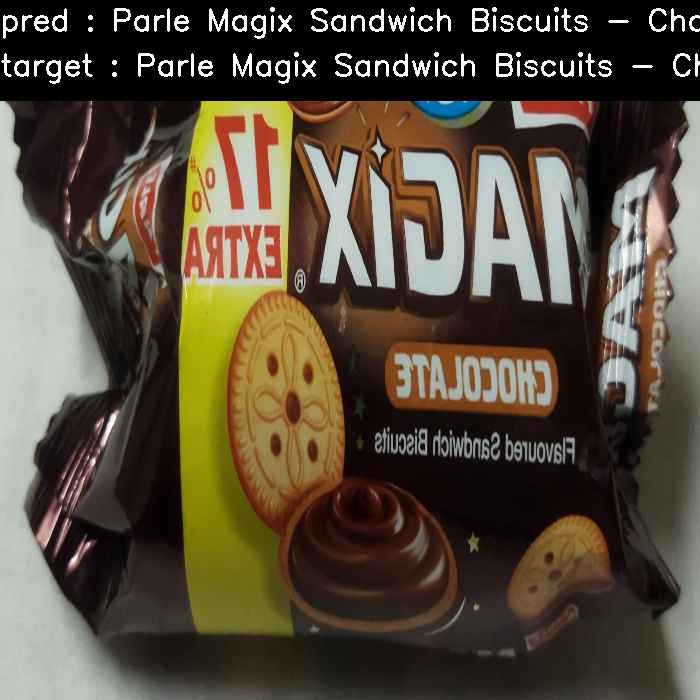 pred : Parle Magix Sandwich Biscuits – Cho
target : Parle Magix Sandwich Biscuits – Ch
17%
EXTRA
MAGIX®
CHOCOLATE
Flavoured Sandwich Biscuits